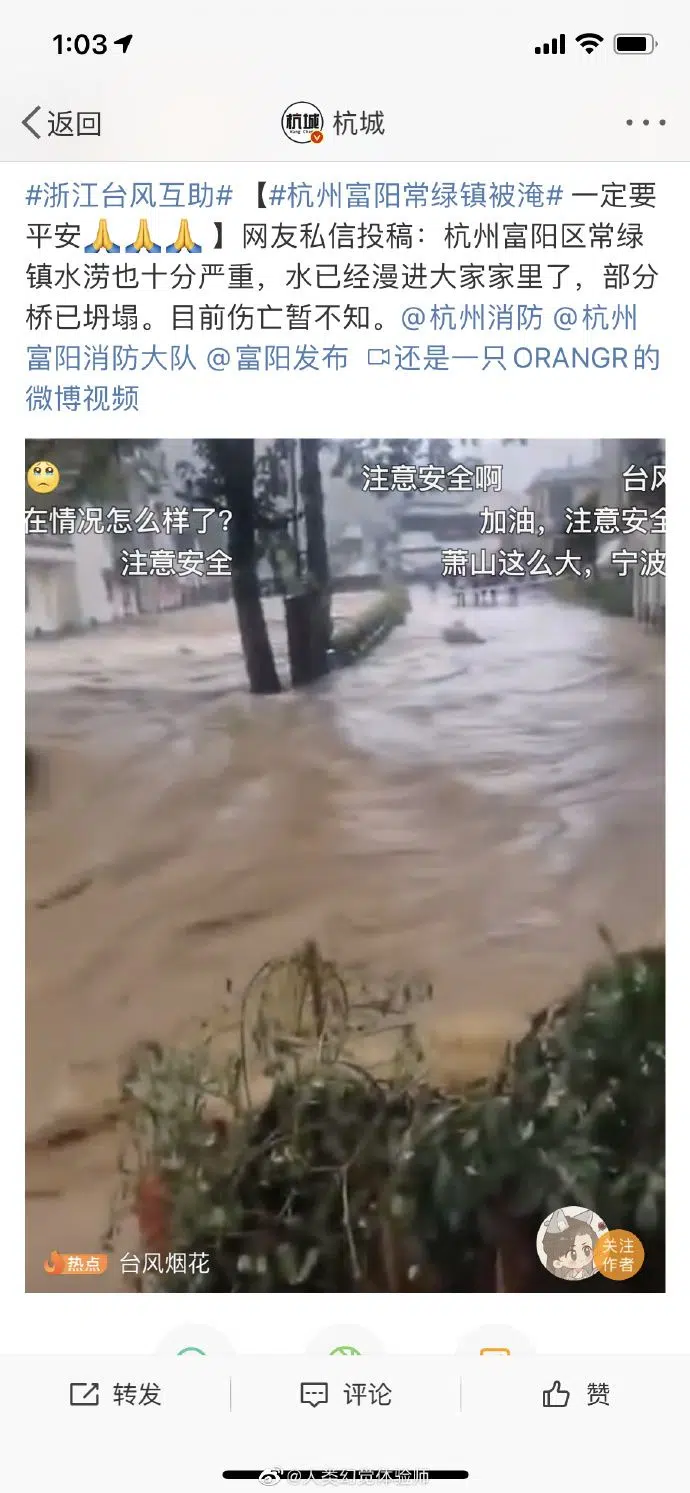 1:03
返回
杭城
杭城
#浙江台风互助# 【#杭州富阳常绿镇被淹# 一定要
平安🙏🙏🙏 】网友私信投稿：杭州富阳区常绿
镇水涝也十分严重，水已经漫进大家家里了，部分
桥已坍塌。目前伤亡暂不知。@杭州消防 @杭州
富阳消防大队 @富阳发布 还是一只ORANGR的
微博视频
注意安全啊
台风
在情况怎么样了？
加油，注意安全
注意安全
萧山这么大，宁波
热点 台风烟花
关注
作者
转发 评论 赞
@人类幻觉体验师